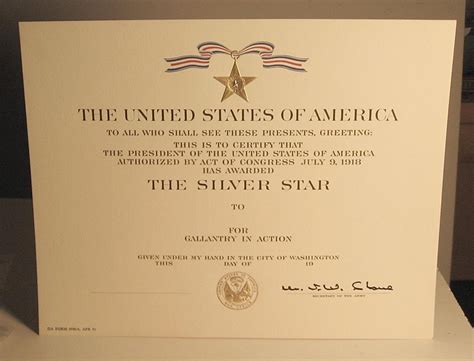 THE UNITED STATES OF AMERICA
TO ALL WHO SHALL SEE THESE PRESENTS, GREETING:
THIS IS TO CERTIFY THAT
THE PRESIDENT OF THE UNITED STATES OF AMERICA
AUTHORIZED BY ACT OF CONGRESS JULY 9, 1918
HAS AWARDED
THE SILVER STAR
TO
FOR
GALLANTRY IN ACTION
GIVEN UNDER MY HAND IN THE CITY OF WASHINGTON
THIS DAY OF 19
SECRETARY OF THE ARMY
DA FORM